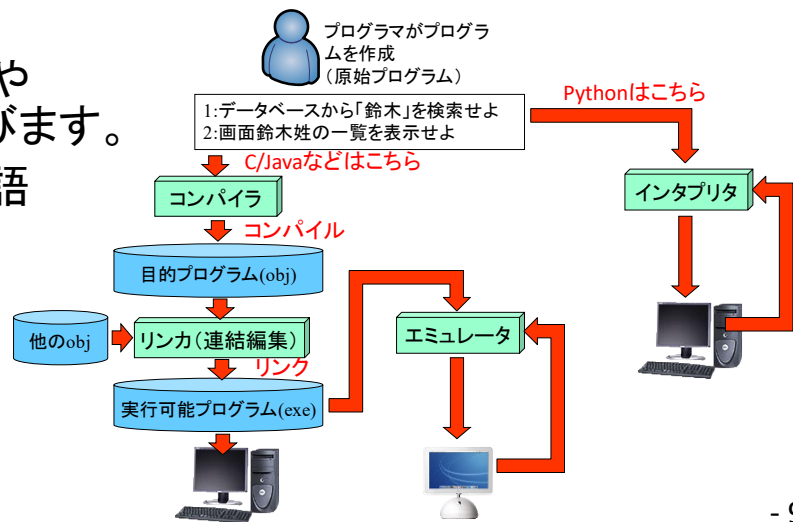 プログラマがプログラ
ムを作成
(原始プログラム)
や
びます。
語
1:データベースから「鈴木」を検索せよ
2:画面鈴木姓の一覧を表示せよ
Pythonはこちら
C/Javaなどはこちら
コンパイラ
インタプリタ
コンパイル
目的プログラム(obj)
他のobj
リンカ(連結編集)
エミュレータ
リンク
実行可能プログラム(exe)
- 9